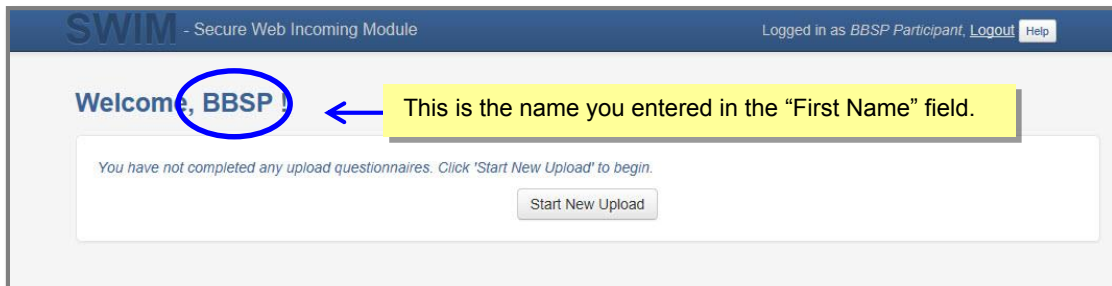 SWIM - Secure Web Incoming Module
Logged in as BBSP Participant, Logout Help
Welcome, BBSP !
This is the name you entered in the “First Name” field.
You have not completed any upload questionnaires. Click 'Start New Upload' to begin.
Start New Upload